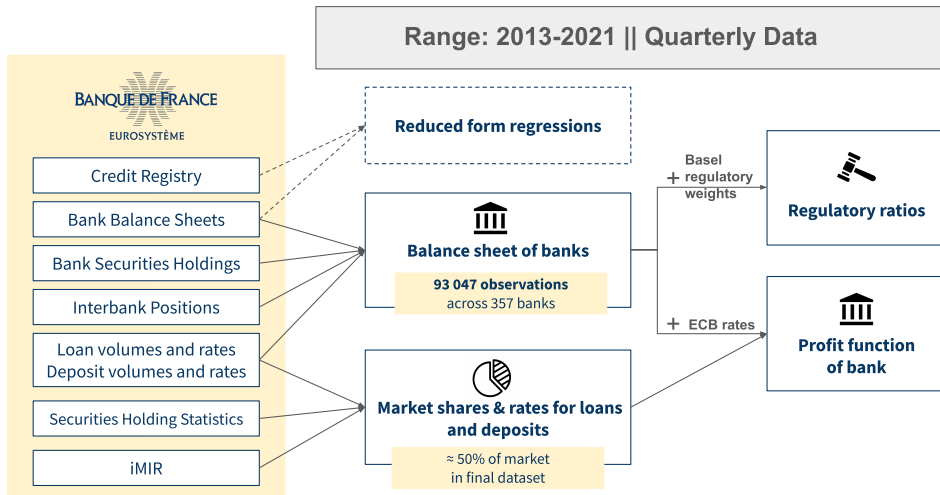 Range: 2013-2021 || Quarterly Data
BANQUE DE FRANCE
EUROSYSTÈME
Credit Registry
Bank Balance Sheets
Bank Securities Holdings
Interbank Positions
Loan volumes and rates
Deposit volumes and rates
Securities Holding Statistics
iMIR
Reduced form regressions
Balance sheet of banks
93 047 observations
across 357 banks
Market shares & rates for loans
and deposits
≈ 50% of market
in final dataset
+ Basel
regulatory
weights
+ ECB rates
Regulatory ratios
Profit function
of bank